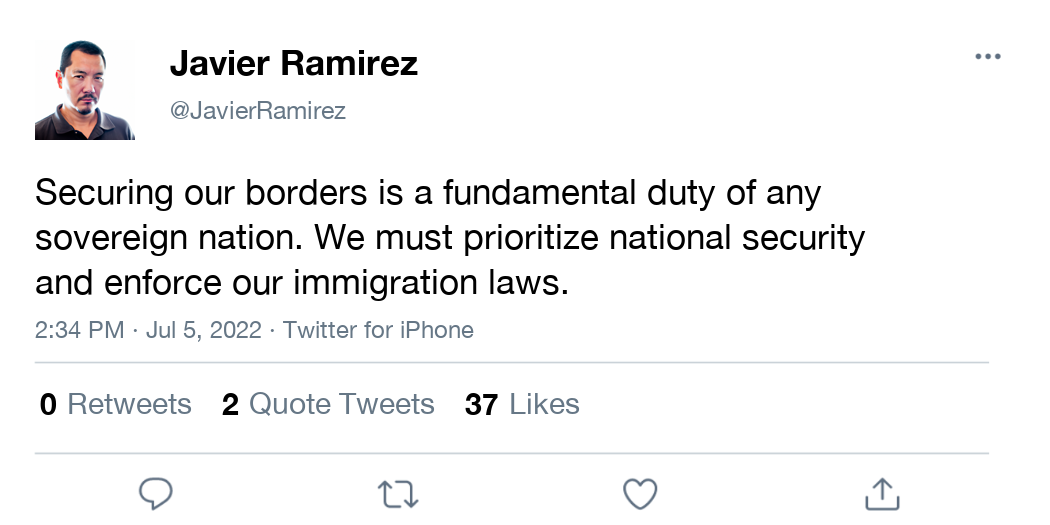 Javier Ramirez
@JavierRamirez
Securing our borders is a fundamental duty of any
sovereign nation. We must prioritize national security
and enforce our immigration laws.
2:34 PM · Jul 5, 2022 · Twitter for iPhone
0 Retweets 2 Quote Tweets 37 Likes